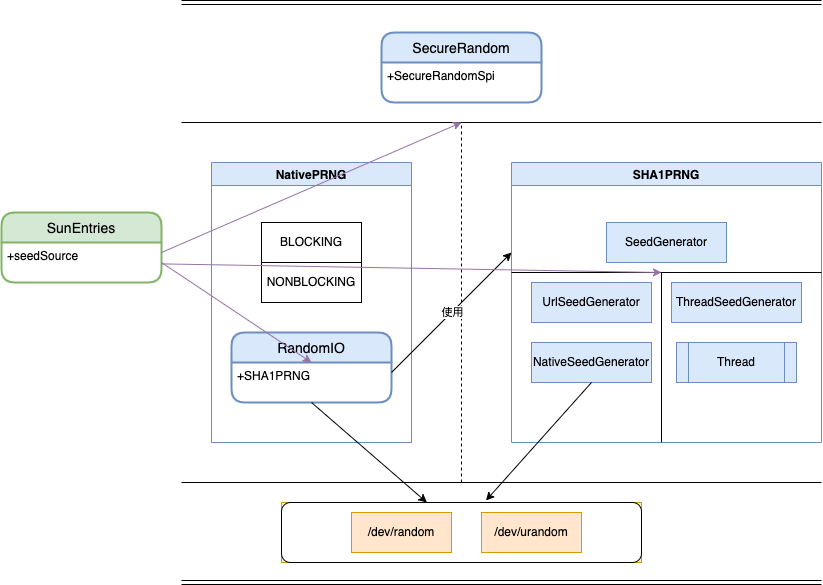 SecureRandom
+SecureRandomSpi
NativePRNG
SHA1PRNG
SunEntries
+seedSource
BLOCKING
NONBLOCKING
SeedGenerator
UrlSeedGenerator
ThreadSeedGenerator
使用
RandomIO
+SHA1PRNG
NativeSeedGenerator
Thread
/dev/random
/dev/urandom